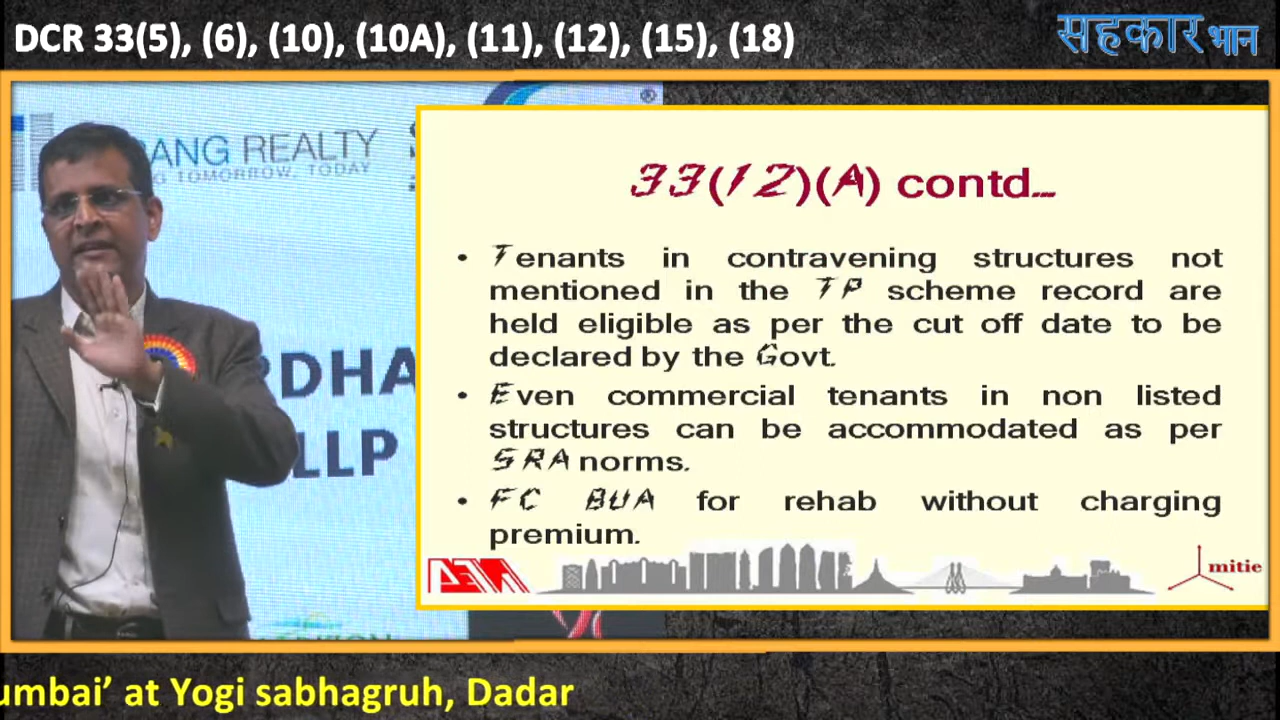 DCR 33(5), (6), (10), (10A), (11), (12), (15), (18)
सहकार भान
®
BANG REALTY
G TOMORROW, TODAY
RDHA
LLP
33(12)(A) contd...
• Tenants in contravening structures not
mentioned in the TP scheme record are
held eligible as per the cut off date to be
declared by the Govt.
• Even commercial tenants in non listed
structures can be accommodated as per
SRA norms.
• FC BUA for rehab without charging
premium.
mitie
umbai’ at Yogi sabhagruh, Dadar